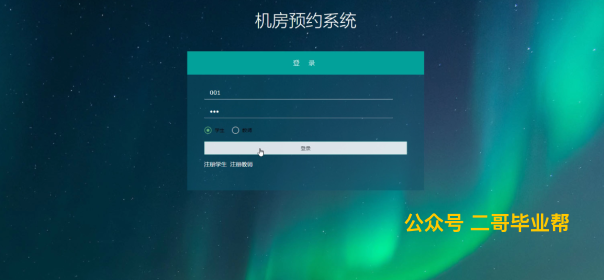 机房预约系统
登 录
001
•••
学生 教师
登录
注册学生 注册教师
公众号 二哥毕业帮